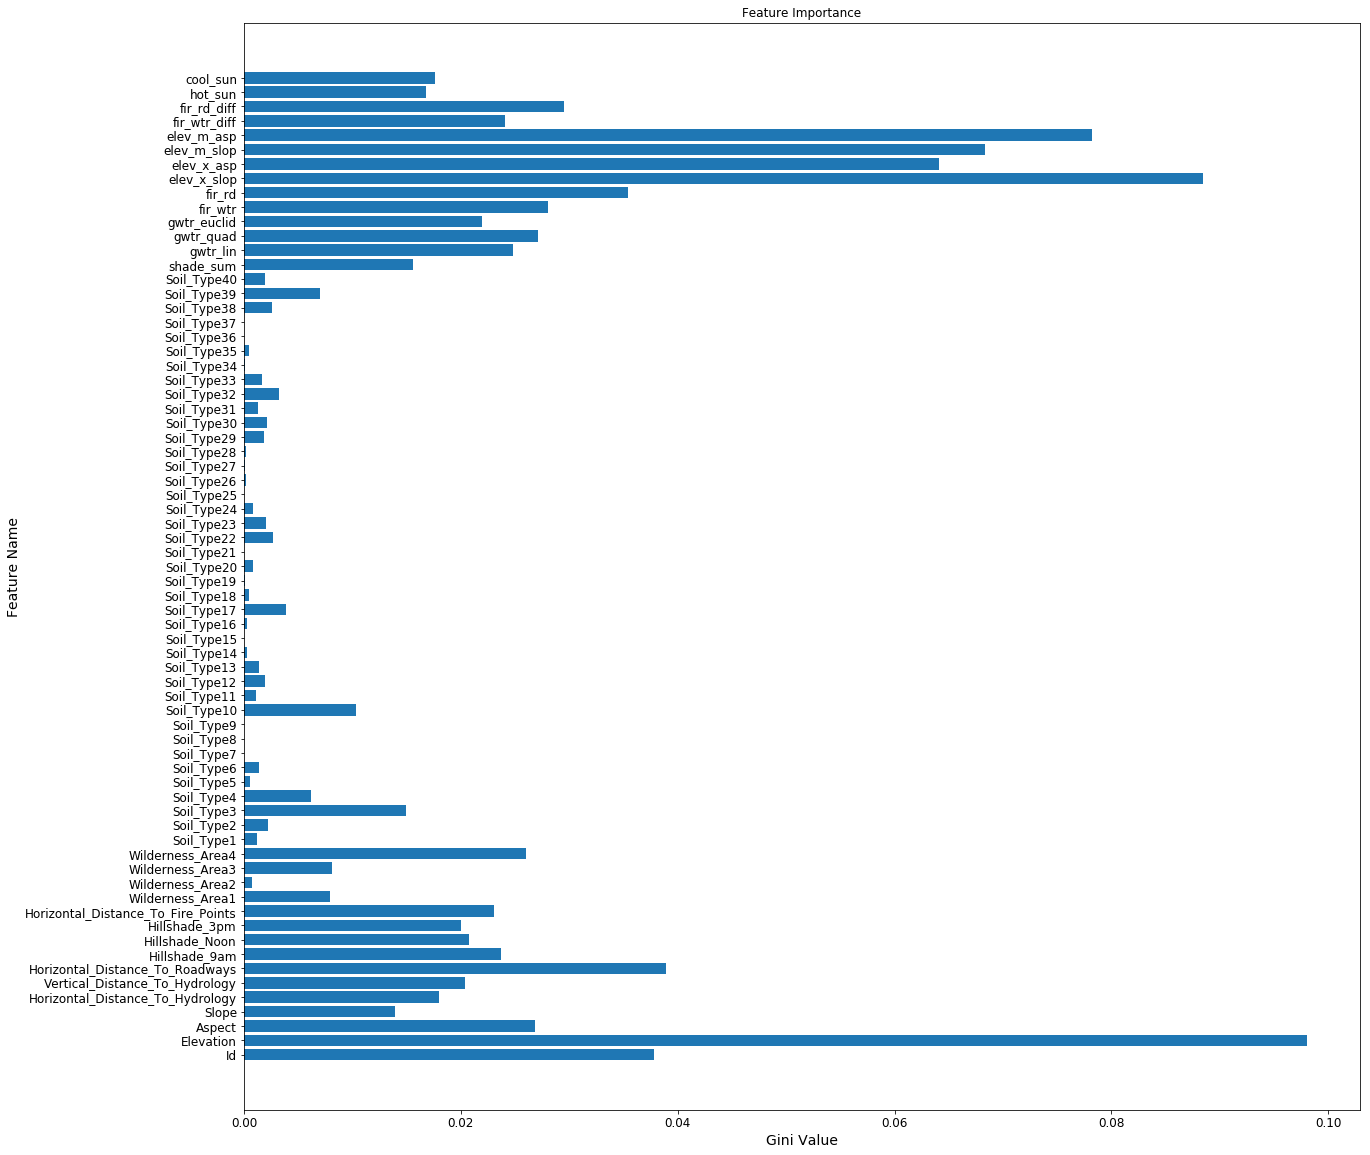 Feature Importance
cool_sun
hot_sun
fir_rd_diff
fir_wtr_diff
elev_m_asp
elev_m_slop
elev_x_asp
elev_x_slop
fir_rd
fir_wtr
gwtr_euclid
gwtr_quad
gwtr_lin
shade_sum
Soil_Type40
Soil_Type39
Soil_Type38
Soil_Type37
Soil_Type36
Soil_Type35
Soil_Type34
Soil_Type33
Soil_Type32
Soil_Type31
Soil_Type30
Soil_Type29
Soil_Type28
Soil_Type27
Soil_Type26
Soil_Type25
Soil_Type24
Soil_Type23
Soil_Type22
Soil_Type21
Soil_Type20
Soil_Type19
Soil_Type18
Soil_Type17
Soil_Type16
Soil_Type15
Soil_Type14
Soil_Type13
Soil_Type12
Soil_Type11
Soil_Type10
Soil_Type9
Soil_Type8
Soil_Type7
Soil_Type6
Soil_Type5
Soil_Type4
Soil_Type3
Soil_Type2
Soil_Type1
Wilderness_Area4
Wilderness_Area3
Wilderness_Area2
Wilderness_Area1
Horizontal_Distance_To_Fire_Points
Hillshade_3pm
Hillshade_Noon
Hillshade_9am
Horizontal_Distance_To_Roadways
Vertical_Distance_To_Hydrology
Horizontal_Distance_To_Hydrology
Slope
Aspect
Elevation
Id
Feature Name
0.00 0.02 0.04 0.06 0.08 0.10
Gini Value